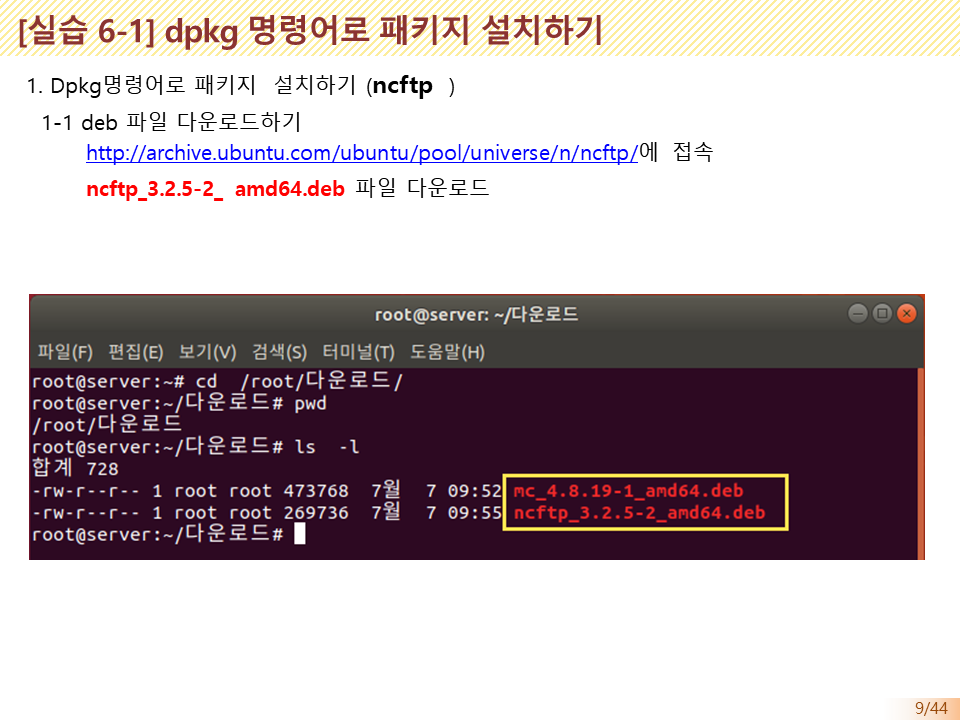 [실습 6-1] dpkg 명령어로 패키지 설치하기
1. Dpkg명령어로 패키지 설치하기 (ncftp )
1-1 deb 파일 다운로드하기
http://archive.ubuntu.com/ubuntu/pool/universe/n/ncftp/에 접속
ncftp_3.2.5-2_ amd64.deb 파일 다운로드
root@server: ~/다운로드
파일(F) 편집(E) 보기(V) 검색(S) 터미널(T) 도움말(H)
root@server:~# cd /root/다운로드/
root@server:~/다운로드# pwd
/root/다운로드
root@server:~/다운로드# ls -l
합계 728
-rw-r--r-- 1 root root 473768 7월 7 09:52 mc_4.8.19-1_amd64.deb
-rw-r--r-- 1 root root 269736 7월 7 09:55 ncftp_3.2.5-2_amd64.deb
root@server:~/다운로드#
9/44